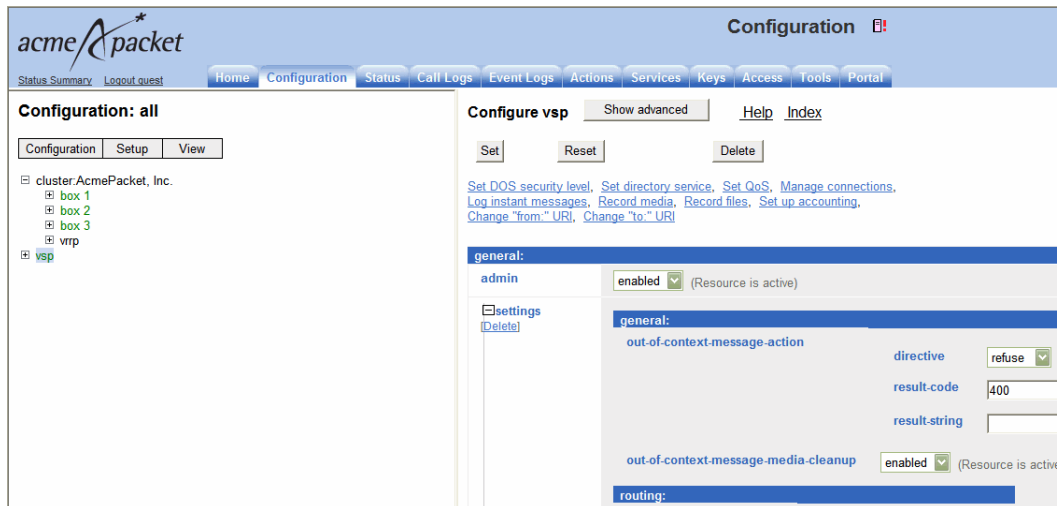 acme packet
Configuration
Status Summary Logout guest
Home Configuration Status Call Logs Event Logs Actions Services Keys Access Tools Portal
Configuration: all
Configuration Setup View
cluster:AcmePacket, Inc.
box 1
box 2
box 3
vrrp
vsp
Configure vsp Show advanced Help Index
Set Reset Delete
Set DOS security level, Set directory service, Set QoS, Manage connections,
Log instant messages, Record media, Record files, Set up accounting,
Change "from:" URI, Change "to:" URI
general:
admin enabled (Resource is active)
settings
[Delete]
general:
out-of-context-message-action
directive refuse
result-code 400
result-string
out-of-context-message-media-cleanup enabled (Resource is active
routing: